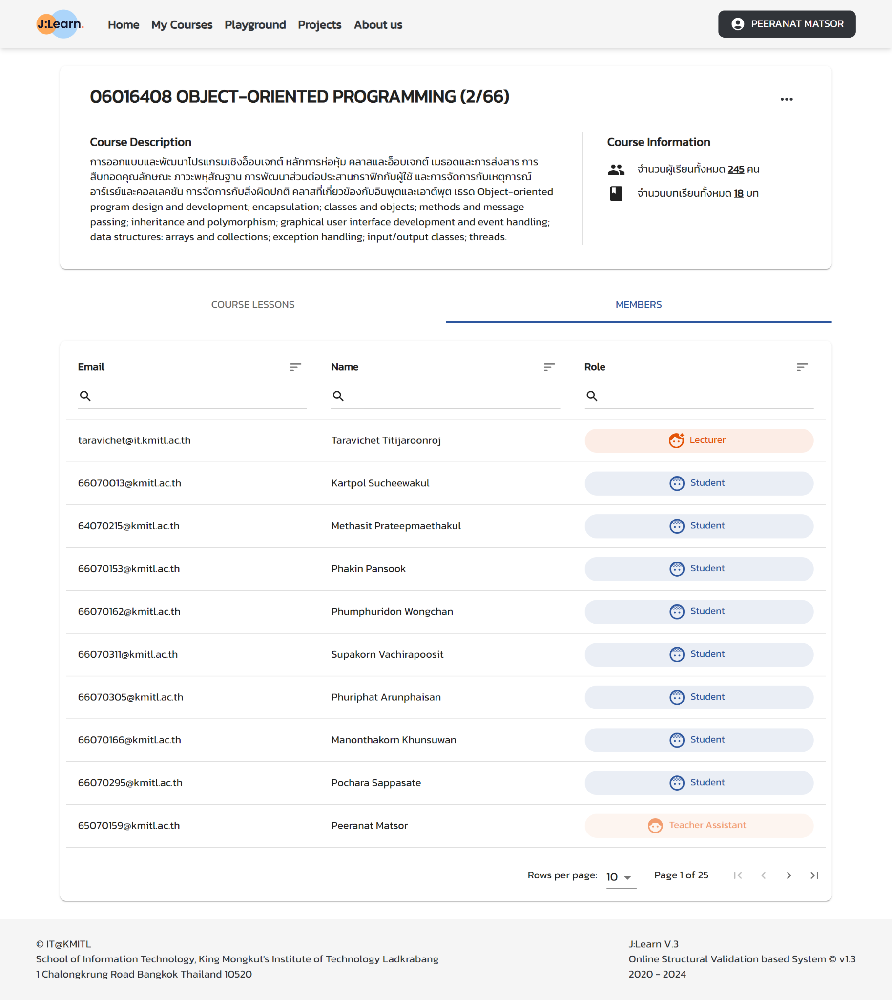 J:Learn.
Home My Courses Playground Projects About us
PEERANAT MATSOR
06016408 OBJECT-ORIENTED PROGRAMMING (2/66)
Course Description
การออกแบบและพัฒนาโปรแกรมเชิงอ็อบเจกต์ หลักการห่อหุ้ม คลาสและอ็อบเจกต์ เมธอดและการส่งสาร การ
สืบทอดคุณลักษณะ ภาวะพหุสัณฐาน การพัฒนาส่วนต่อประสานกราฟิกกับผู้ใช้ และการจัดการกับเหตุการณ์
อาร์เรย์และคอลเลคชัน การจัดการกับสิ่งผิดปกติ คลาสที่เกี่ยวข้องกับอินพุตและเอาต์พุต เธรด Object-oriented
program design and development; encapsulation; classes and objects; methods and message
passing; inheritance and polymorphism; graphical user interface development and event handling;
data structures: arrays and collections; exception handling; input/output classes; threads.
Course Information
จำนวนผู้เรียนทั้งหมด 245 คน
จำนวนบทเรียนทั้งหมด 18 บท
COURSE LESSONS MEMBERS
Email Name Role
taravichet@it.kmitl.ac.th Taravichet Titijaroonroj Lecturer
66070013@kmitl.ac.th Kartpol Sucheewakul Student
64070215@kmitl.ac.th Methasit Prateepmaethakul Student
66070153@kmitl.ac.th Phakin Pansook Student
66070162@kmitl.ac.th Phumphuridon Wongchan Student
66070311@kmitl.ac.th Supakorn Vachirapoosit Student
66070305@kmitl.ac.th Phuriphat Arunphaisan Student
66070166@kmitl.ac.th Manonthakorn Khunsuwan Student
66070295@kmitl.ac.th Pochara Sappasate Student
65070159@kmitl.ac.th Peeranat Matsor Teacher Assistant
Rows per page: 10 Page 1 of 25
© IT@KMITL
School of Information Technology, King Mongkut's Institute of Technology Ladkrabang
1 Chalongkrung Road Bangkok Thailand 10520
J:Learn V.3
Online Structural Validation based System © v1.3
2020 - 2024